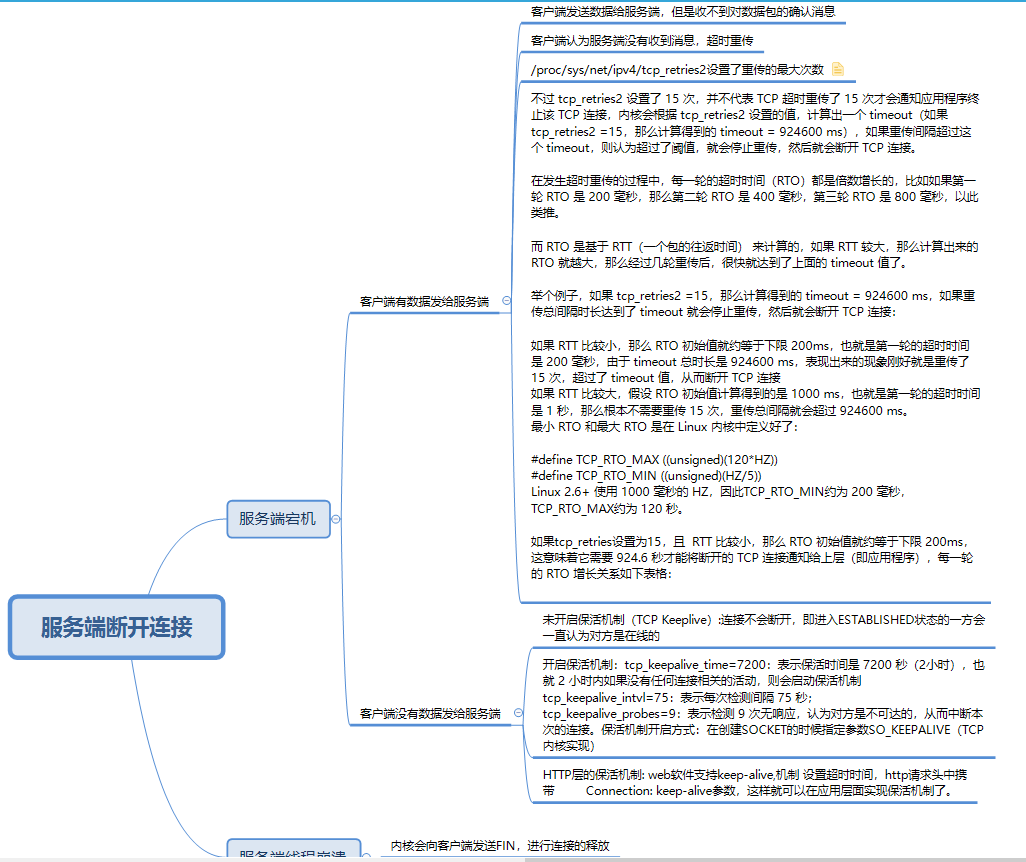 客户端发送数据给服务端，但是收不到对数据包的确认消息
客户端认为服务端没有收到消息，超时重传
/proc/sys/net/ipv4/tcp_retries2设置了重传的最大次数
不过 tcp_retries2 设置了 15 次，并不代表 TCP 超时重传了 15 次才会通知应用程序终
止该 TCP 连接，内核会根据 tcp_retries2 设置的值，计算出一个 timeout（如果
tcp_retries2 =15，那么计算得到的 timeout = 924600 ms），如果重传间隔超过这
个 timeout，则认为超过了阈值，就会停止重传，然后就会断开 TCP 连接。
在发生超时重传的过程中，每一轮的超时时间（RTO）都是倍数增长的，比如如果第一
轮 RTO 是 200 毫秒，那么第二轮 RTO 是 400 毫秒，第三轮 RTO 是 800 毫秒，以此
类推。
而 RTO 是基于 RTT（一个包的往返时间） 来计算的，如果 RTT 较大，那么计算出来的
RTO 就越大，那么经过几轮重传后，很快就达到了上面的 timeout 值了。
举个例子，如果 tcp_retries2 =15，那么计算得到的 timeout = 924600 ms，如果重
传总间隔时长达到了 timeout 就会停止重传，然后就会断开 TCP 连接：
如果 RTT 比较小，那么 RTO 初始值就约等于下限 200ms，也就是第一轮的超时时间
是 200 毫秒，由于 timeout 总时长是 924600 ms，表现出来的现象刚好就是重传了
15 次，超过了 timeout 值，从而断开 TCP 连接
如果 RTT 比较大，假设 RTO 初始值计算得到的是 1000 ms，也就是第一轮的超时时间
是 1 秒，那么根本不需要重传 15 次，重传总间隔就会超过 924600 ms。
最小 RTO 和最大 RTO 是在 Linux 内核中定义好了：
#define TCP_RTO_MAX ((unsigned)(120*HZ))
#define TCP_RTO_MIN ((unsigned)(HZ/5))
Linux 2.6+ 使用 1000 毫秒的 HZ，因此TCP_RTO_MIN约为 200 毫秒，
TCP_RTO_MAX约为 120 秒。
如果tcp_retries设置为15，且  RTT 比较小，那么 RTO 初始值就约等于下限 200ms，
这意味着它需要 924.6 秒才能将断开的 TCP 连接通知给上层（即应用程序），每一轮
的 RTO 增长关系如下表格：
客户端有数据发给服务端
服务端宕机
服务端断开连接
未开启保活机制（TCP Keeplive）:连接不会断开，即进入ESTABLISHED状态的一方会
一直认为对方是在线的
开启保活机制：tcp_keepalive_time=7200：表示保活时间是 7200 秒（2小时），也
就 2 小时内如果没有任何连接相关的活动，则会启动保活机制
tcp_keepalive_intvl=75：表示每次检测间隔 75 秒；
tcp_keepalive_probes=9：表示检测 9 次无响应，认为对方是不可达的，从而中断本
次的连接。保活机制开启方式：在创建SOCKET的时候指定参数SO_KEEPALIVE（TCP
内核实现）
客户端没有数据发给服务端
HTTP层的保活机制: web软件支持keep-alive,机制 设置超时时间，http请求头中携
带          Connection: keep-alive参数，这样就可以在应用层面实现保活机制了。
服务端线程崩溃
内核会向客户端发送FIN，进行连接的释放